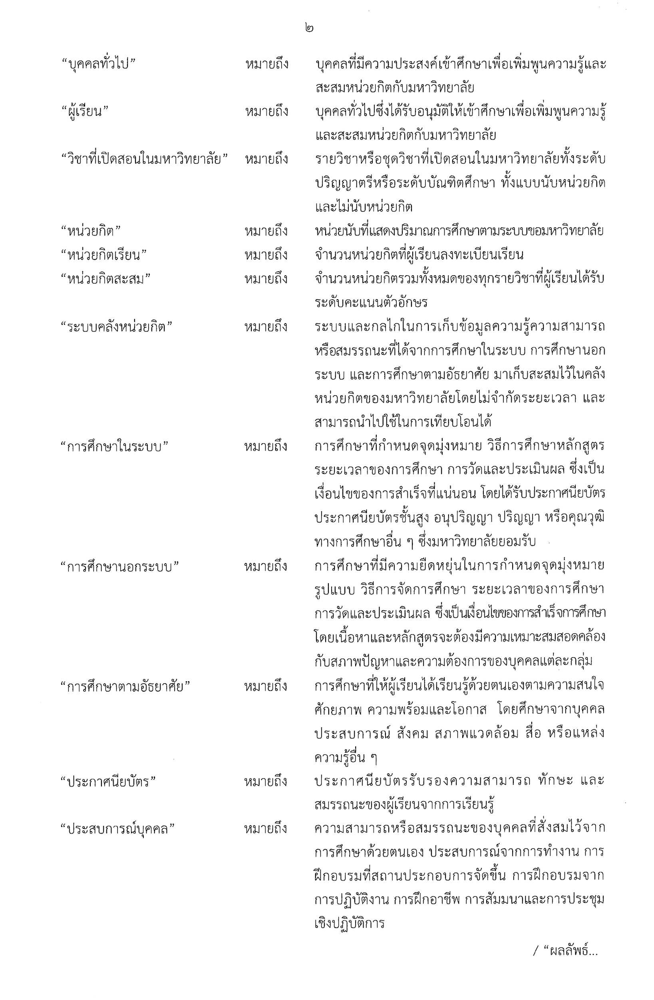 ๒
“บุคคลทั่วไป” หมายถึง บุคคลที่มีความประสงค์เข้าศึกษาเพื่อเพิ่มพูนความรู้และ
สะสมหน่วยกิตกับมหาวิทยาลัย
“ผู้เรียน” หมายถึง บุคคลทั่วไปซึ่งได้รับอนุมัติให้เข้าศึกษาเพื่อเพิ่มพูนความรู้
และสะสมหน่วยกิตกับมหาวิทยาลัย
“วิชาที่เปิดสอนในมหาวิทยาลัย” หมายถึง รายวิชาหรือชุดวิชาที่เปิดสอนในมหาวิทยาลัยทั้งระดับ
ปริญญาตรีหรือระดับบัณฑิตศึกษา ทั้งแบบนับหน่วยกิต
และไม่นับหน่วยกิต
“หน่วยกิต” หมายถึง หน่วยนับที่แสดงปริมาณการศึกษาตามระบบขอมหาวิทยาลัย
“หน่วยกิตเรียน” หมายถึง จำนวนหน่วยกิตที่ผู้เรียนลงทะเบียนเรียน
“หน่วยกิตสะสม” หมายถึง จำนวนหน่วยกิตรวมทั้งหมดของทุกรายวิชาที่ผู้เรียนได้รับ
ระดับคะแนนตัวอักษร
“ระบบคลังหน่วยกิต” หมายถึง ระบบและกลไกในการเก็บข้อมูลความรู้ความสามารถ
หรือสมรรถนะที่ได้จากการศึกษาในระบบ การศึกษานอก
ระบบ และการศึกษาตามอัธยาศัย มาเก็บสะสมไว้ในคลัง
หน่วยกิตของมหาวิทยาลัยโดยไม่จำกัดระยะเวลา และ
สามารถนำไปใช้ในการเทียบโอนได้
“การศึกษาในระบบ” หมายถึง การศึกษาที่กำหนดจุดมุ่งหมาย วิธีการศึกษาหลักสูตร
ระยะเวลาของการศึกษา การวัดและประเมินผล ซึ่งเป็น
เงื่อนไขของการสำเร็จที่แน่นอน โดยได้รับประกาศนียบัตร
ประกาศนียบัตรชั้นสูง อนุปริญญา ปริญญา หรือคุณวุฒิ
ทางการศึกษาอื่น ๆ ซึ่งมหาวิทยาลัยยอมรับ
“การศึกษานอกระบบ” หมายถึง การศึกษาที่มีความยืดหยุ่นในการกำหนดจุดมุ่งหมาย
รูปแบบ วิธีการจัดการศึกษา ระยะเวลาของการศึกษา
การวัดและประเมินผล ซึ่งเป็นเงื่อนไขของการสำเร็จการศึกษา
โดยเนื้อหาและหลักสูตรจะต้องมีความเหมาะสมสอดคล้อง
กับสภาพปัญหาและความต้องการของบุคคลแต่ละกลุ่ม
“การศึกษาตามอัธยาศัย” หมายถึง การศึกษาที่ให้ผู้เรียนได้เรียนรู้ด้วยตนเองตามความสนใจ
ศักยภาพ ความพร้อมและโอกาส โดยศึกษาจากบุคคล
ประสบการณ์ สังคม สภาพแวดล้อม สื่อ หรือแหล่ง
ความรู้อื่น ๆ
“ประกาศนียบัตร” หมายถึง ประกาศนียบัตรรับรองความสามารถ ทักษะ และ
สมรรถนะของผู้เรียนจากการเรียนรู้
“ประสบการณ์บุคคล” หมายถึง ความสามารถหรือสมรรถนะของบุคคลที่สั่งสมไว้จาก
การศึกษาด้วยตนเอง ประสบการณ์จากการทำงาน การ
ฝึกอบรมที่สถานประกอบการจัดขึ้น การฝึกอบรมจาก
การปฏิบัติงาน การฝึกอาชีพ การสัมมนาและการประชุม
เชิงปฏิบัติการ
/ “ผลลัพธ์...